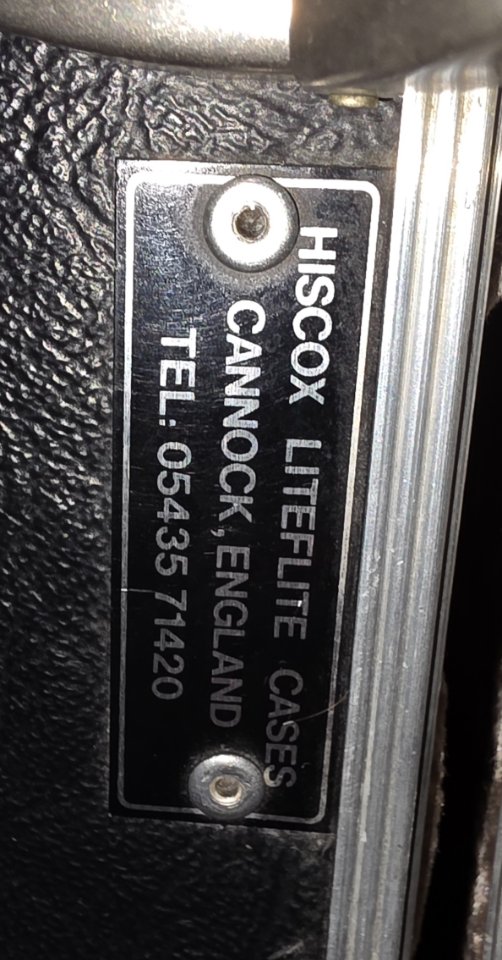 HISCOX LITEFLITE CASES
CANNOCK, ENGLAND
TEL: 05435 71420